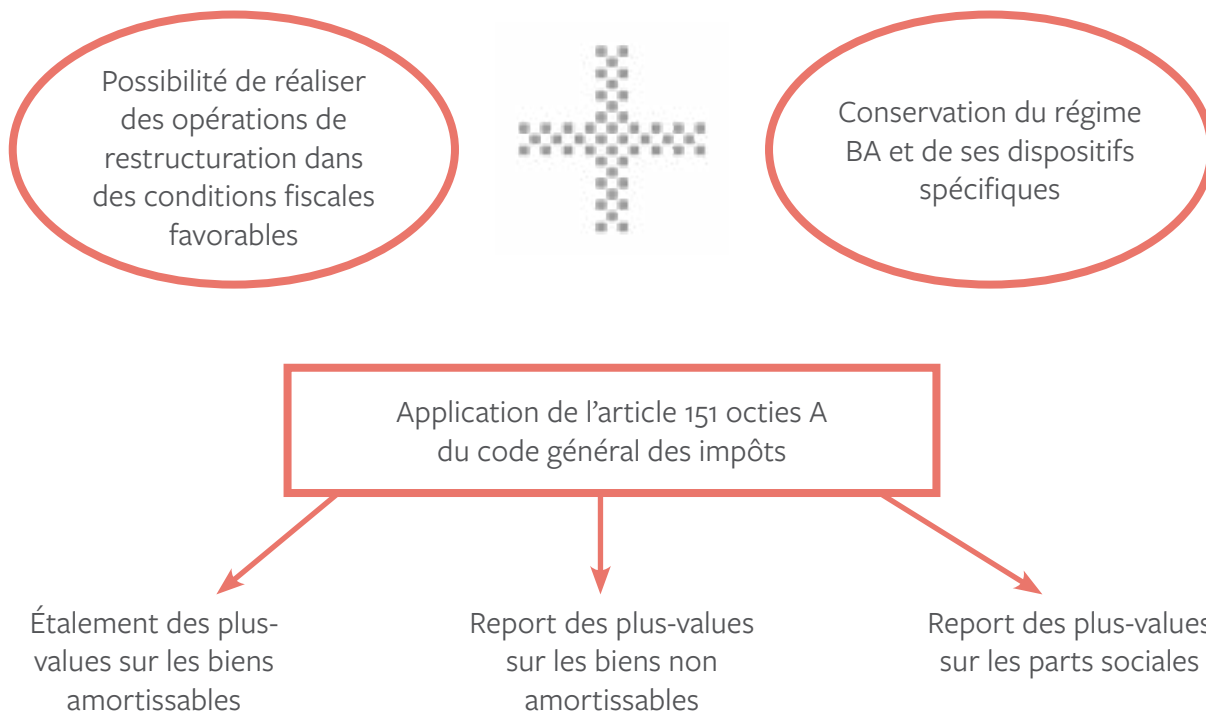 Possibilité de réaliser
des opérations de
restructuration dans
des conditions fiscales
favorables
Conservation du régime
BA et de ses dispositifs
spécifiques
Application de l’article 151 octies A
du code général des impôts
Étalement des plus-
values sur les biens
amortissables
Report des plus-values
sur les biens non
amortissables
Report des plus-values
sur les parts sociales